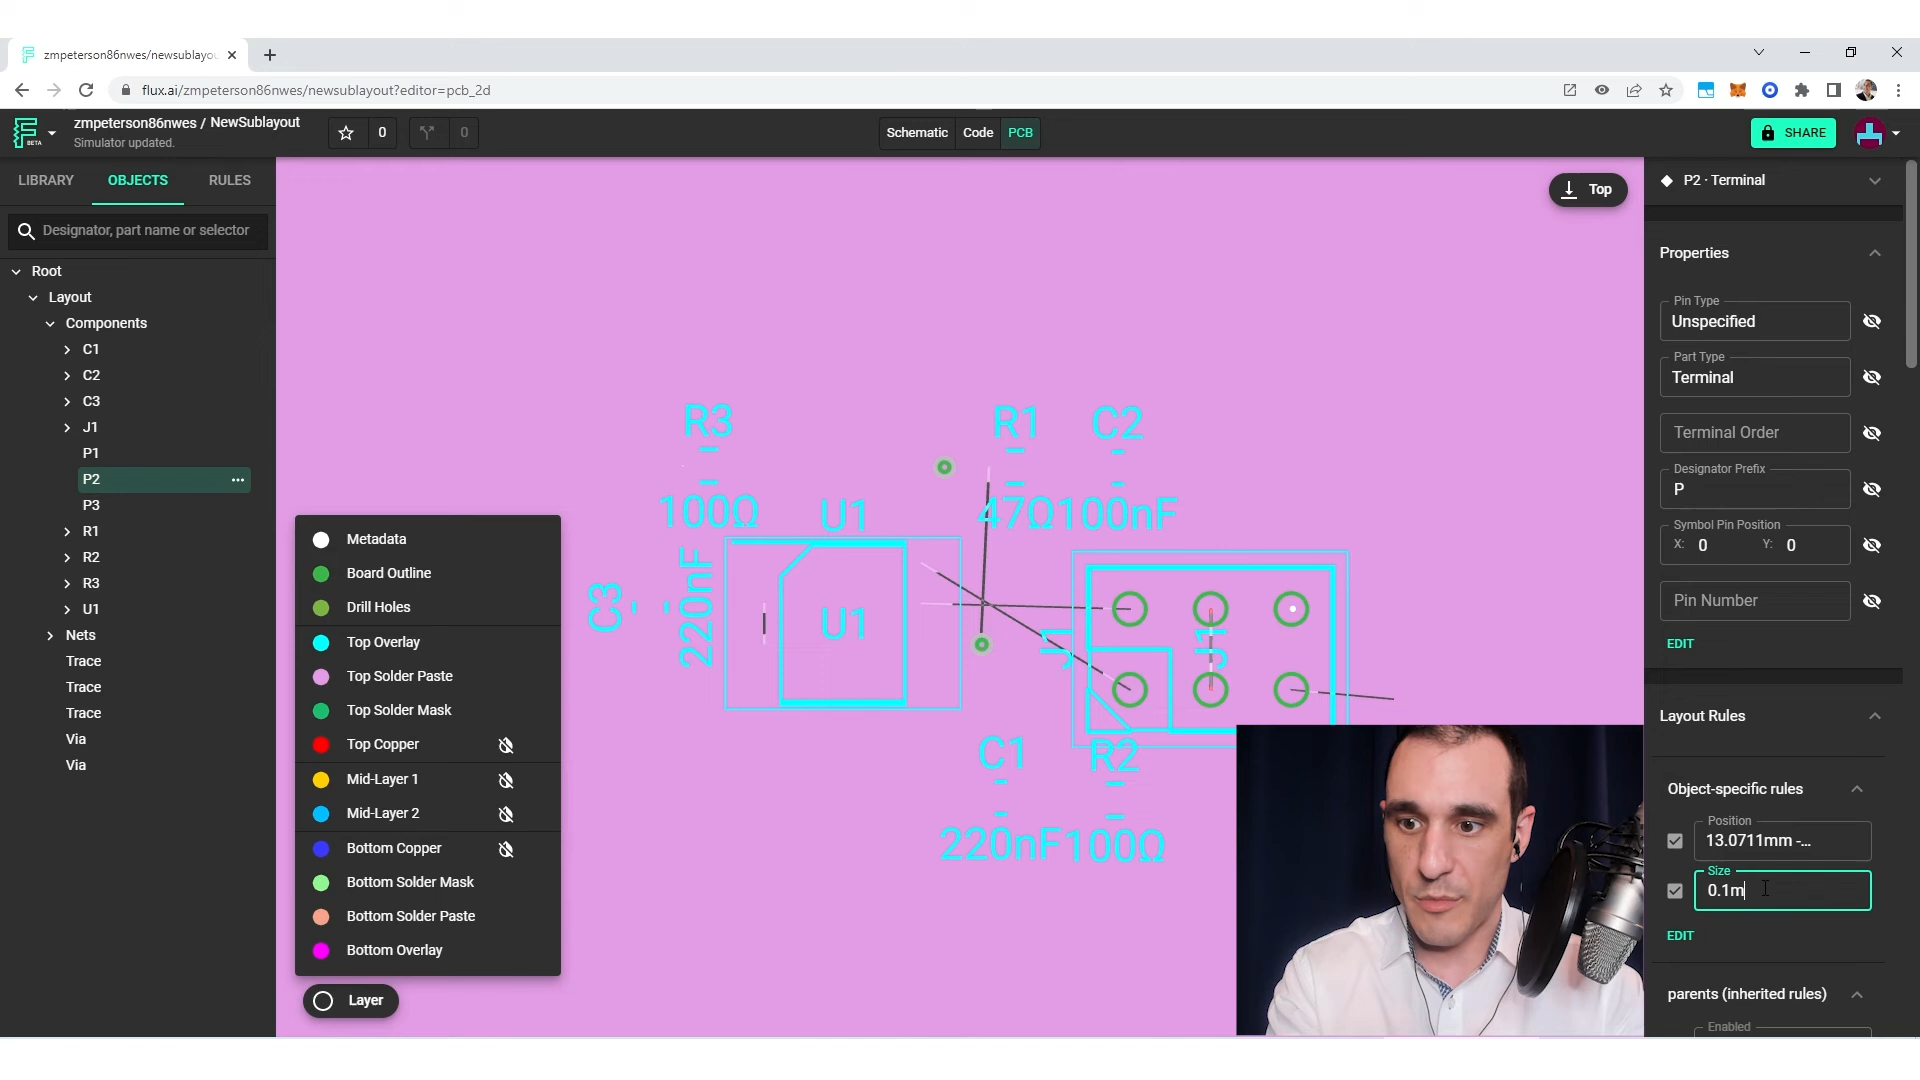 zmpeterson86nwes/newsublayou
flux.ai/zmpeterson86nwes/newsublayout?editor=pcb_2d
BETA
zmpeterson86nwes / NewSublayout
Simulator updated.
0
0
Schematic
Code
PCB
SHARE
LIBRARY
OBJECTS
RULES
Designator, part name or selector
Root
Layout
Components
C1
C2
C3
J1
P1
P2
P3
R1
R2
R3
U1
Nets
Trace
Trace
Trace
Via
Via
Metadata
Board Outline
Drill Holes
Top Overlay
Top Solder Paste
Top Solder Mask
Top Copper
Mid-Layer 1
Mid-Layer 2
Bottom Copper
Bottom Solder Mask
Bottom Solder Paste
Bottom Overlay
Layer
Top
R3
100Ω
R1
47Ω
C2
100nF
U1
U1
C3
220nF
J1
J1
C1
220nF
R2
100Ω
P2 · Terminal
Properties
Pin Type
Unspecified
Part Type
Terminal
Terminal Order
Designator Prefix
P
Symbol Pin Position
X: 0 Y: 0
Pin Number
EDIT
Layout Rules
Object-specific rules
Position
13.0711mm -...
Size
0.1m
EDIT
parents (inherited rules)
Enabled